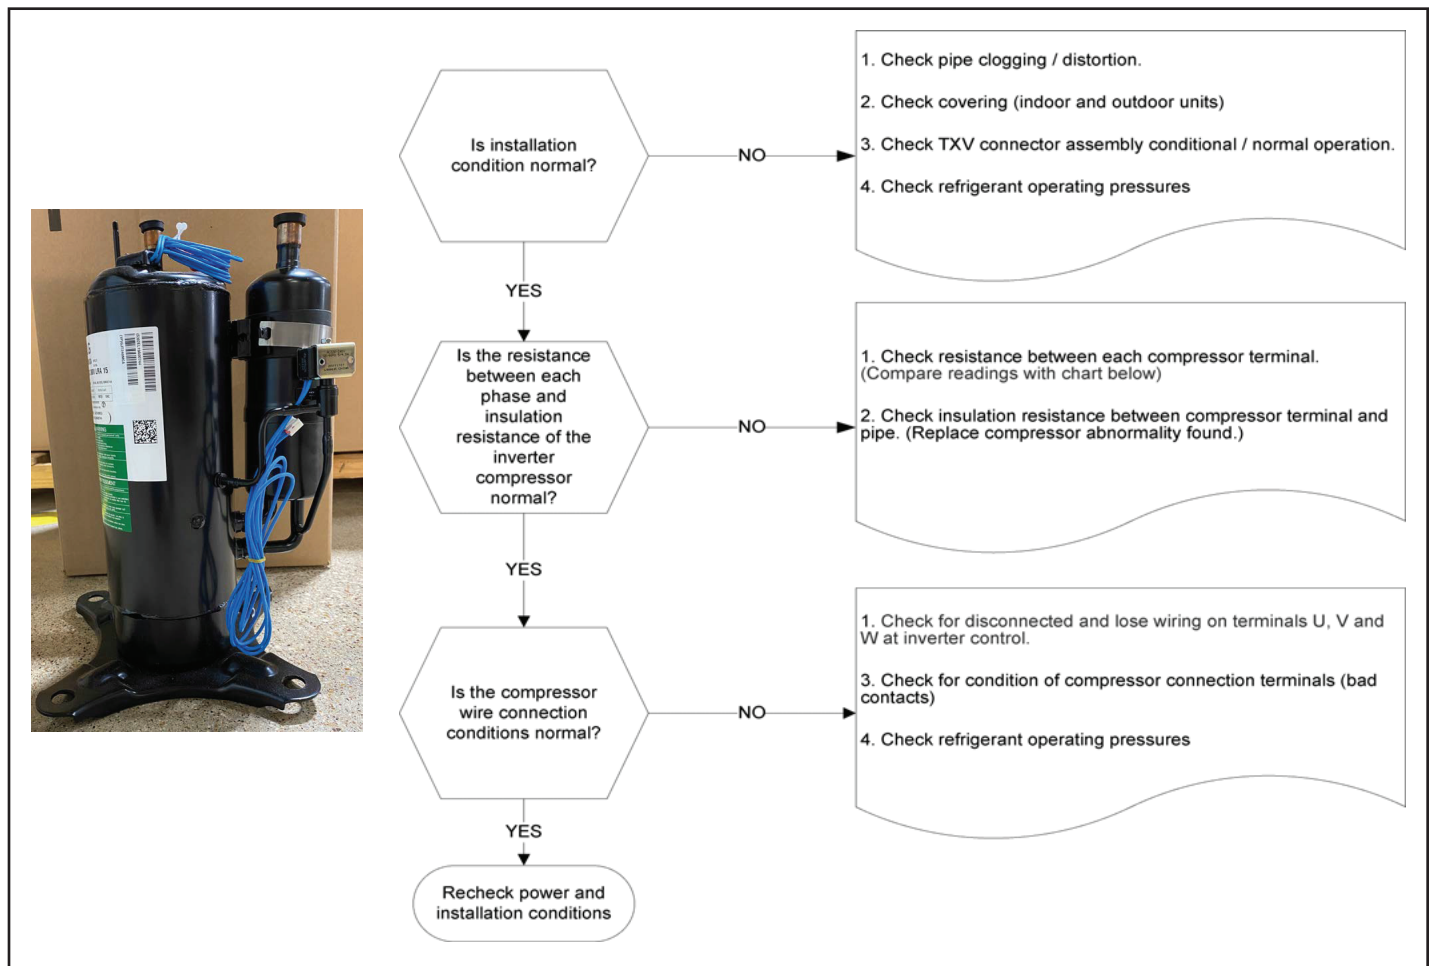 Is installation
condition normal?
NO
1. Check pipe clogging / distortion.
2. Check covering (indoor and outdoor units)
3. Check TXV connector assembly conditional / normal operation.
4. Check refrigerant operating pressures
YES
Is the resistance
between each
phase and
insulation
resistance of the
inverter
compressor
normal?
NO
1. Check resistance between each compressor terminal.
(Compare readings with chart below)
2. Check insulation resistance between compressor terminal and
pipe. (Replace compressor abnormality found.)
YES
Is the compressor
wire connection
conditions normal?
NO
1. Check for disconnected and lose wiring on terminals U, V and
W at inverter control.
3. Check for condition of compressor connection terminals (bad
contacts)
4. Check refrigerant operating pressures
YES
Recheck power and
installation conditions